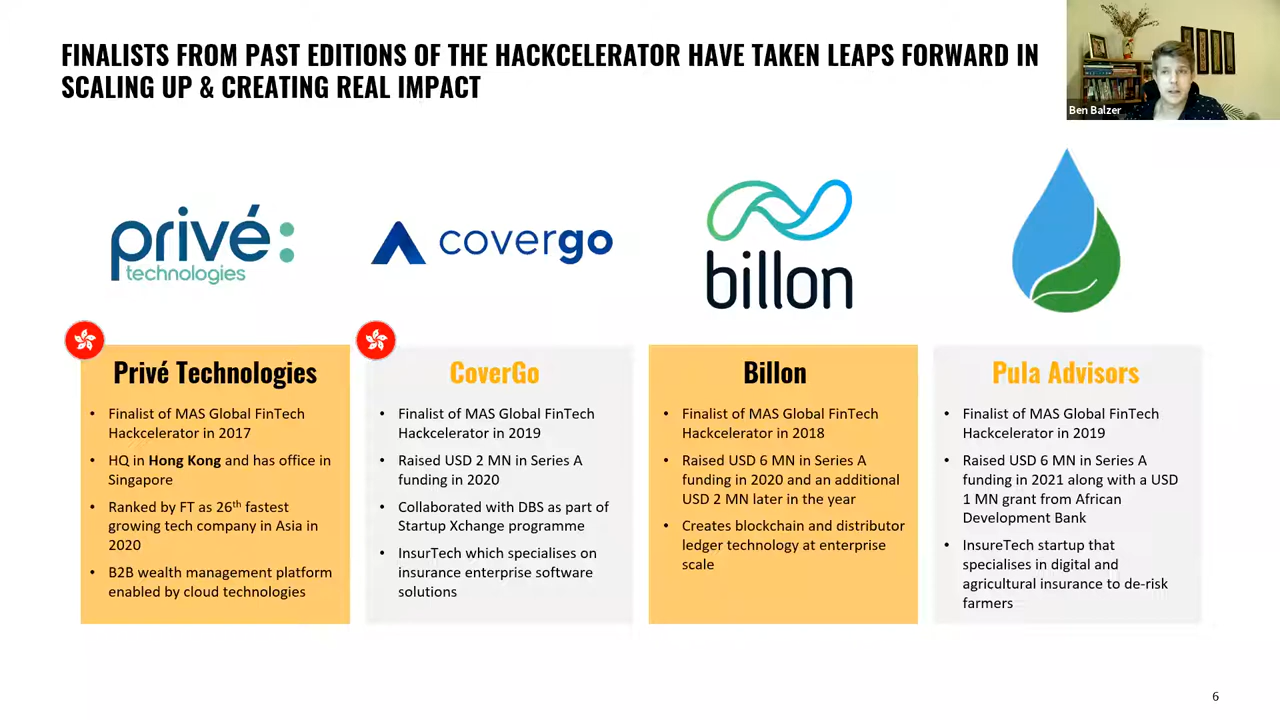 FINALISTS FROM PAST EDITIONS OF THE HACKCELERATOR HAVE TAKEN LEAPS FORWARD IN
SCALING UP & CREATING REAL IMPACT
Ben Balzer
privé:
technologies
covergo
billon
Privé Technologies
• Finalist of MAS Global FinTech
Hackcelerator in 2017
• HQ in Hong Kong and has office in
Singapore
• Ranked by FT as 26th fastest
growing tech company in Asia in
2020
• B2B wealth management platform
enabled by cloud technologies
CoverGo
• Finalist of MAS Global FinTech
Hackcelerator in 2019
• Raised USD 2 MN in Series A
funding in 2020
• Collaborated with DBS as part of
Startup Xchange programme
• InsurTech which specialises on
insurance enterprise software
solutions
Billon
• Finalist of MAS Global FinTech
Hackcelerator in 2018
• Raised USD 6 MN in Series A
funding in 2020 and an additional
USD 2 MN later in the year
• Creates blockchain and distributor
ledger technology at enterprise
scale
Pula Advisors
• Finalist of MAS Global FinTech
Hackcelerator in 2019
• Raised USD 6 MN in Series A
funding in 2021 along with a USD
1 MN grant from African
Development Bank
• InsureTech startup that
specialises in digital and
agricultural insurance to de-risk
farmers
6